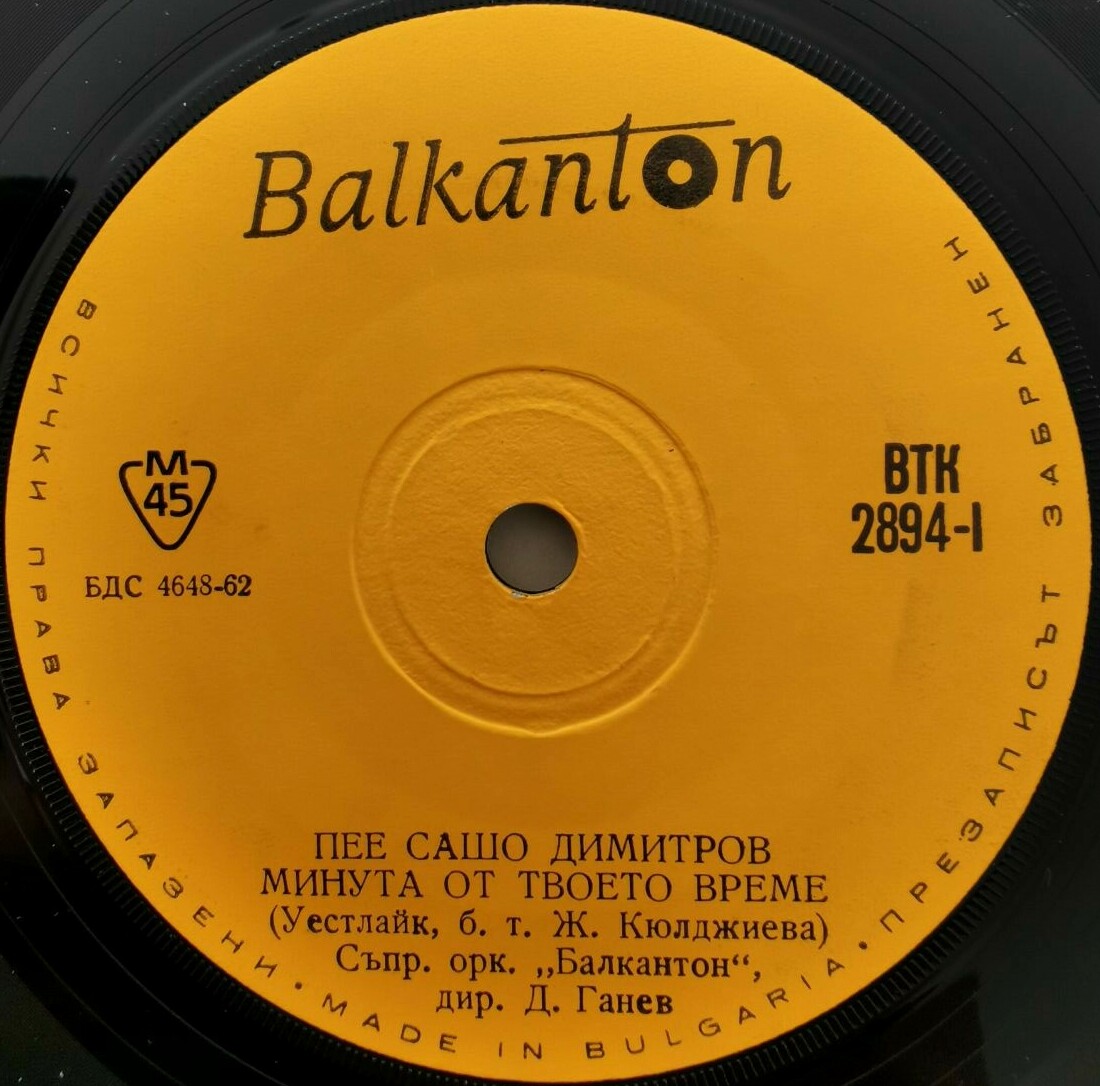 Balkanton
ВСИЧКИ ПРАВА ЗАПАЗЕНИ • MADE IN BULGARIA • ПРЕЗАПИСЪТ ЗАБРАНЕН
М
45
БДС 4648-62
ВТК
2894-I
ПЕЕ САШО ДИМИТРОВ
МИНУТА ОТ ТВОЕТО ВРЕМЕ
(Уестлайк, б. т. Ж. Кюлджиева)
Съпр. орк. „Балкантон“,
дир. Д. Ганев